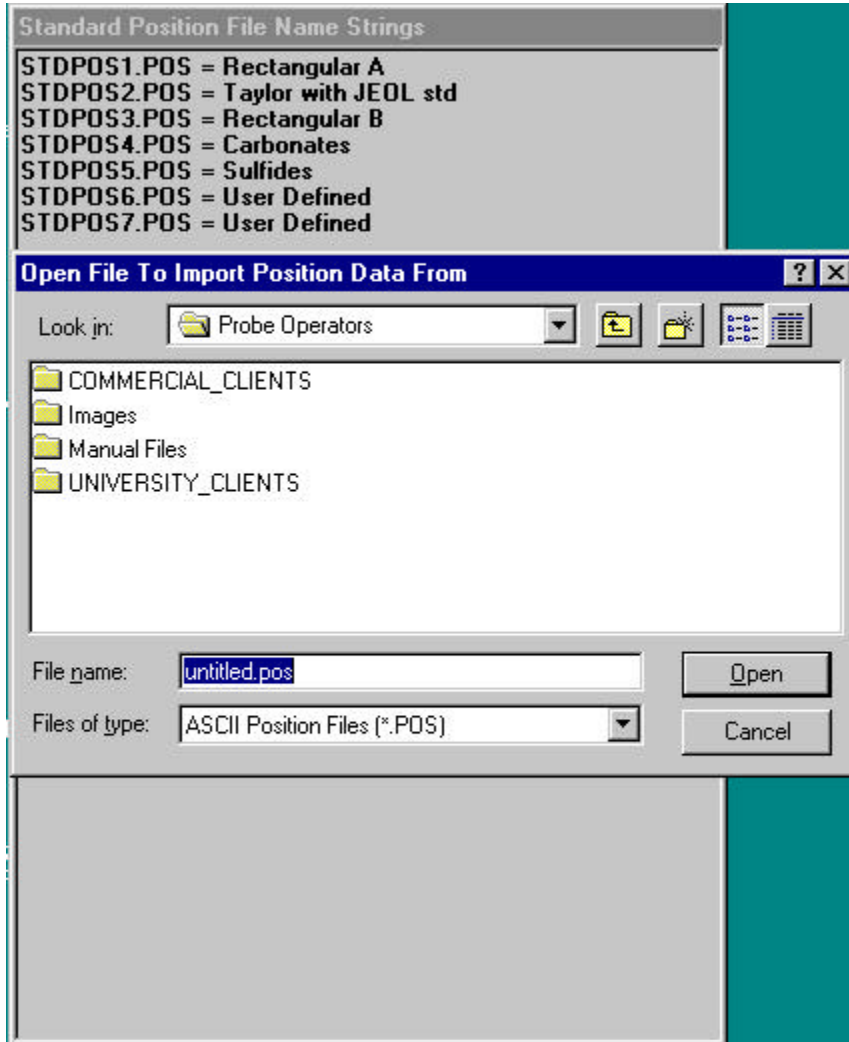 Standard Position File Name Strings
STDPOS1.POS = Rectangular A
STDPOS2.POS = Taylor with JEOL std
STDPOS3.POS = Rectangular B
STDPOS4.POS = Carbonates
STDPOS5.POS = Sulfides
STDPOS6.POS = User Defined
STDPOS7.POS = User Defined
Open File To Import Position Data From
Look in: Probe Operators
COMMERCIAL_CLIENTS
Images
Manual Files
UNIVERSITY_CLIENTS
File name: untitled.pos Open
Files of type: ASCII Position Files (*.POS) Cancel